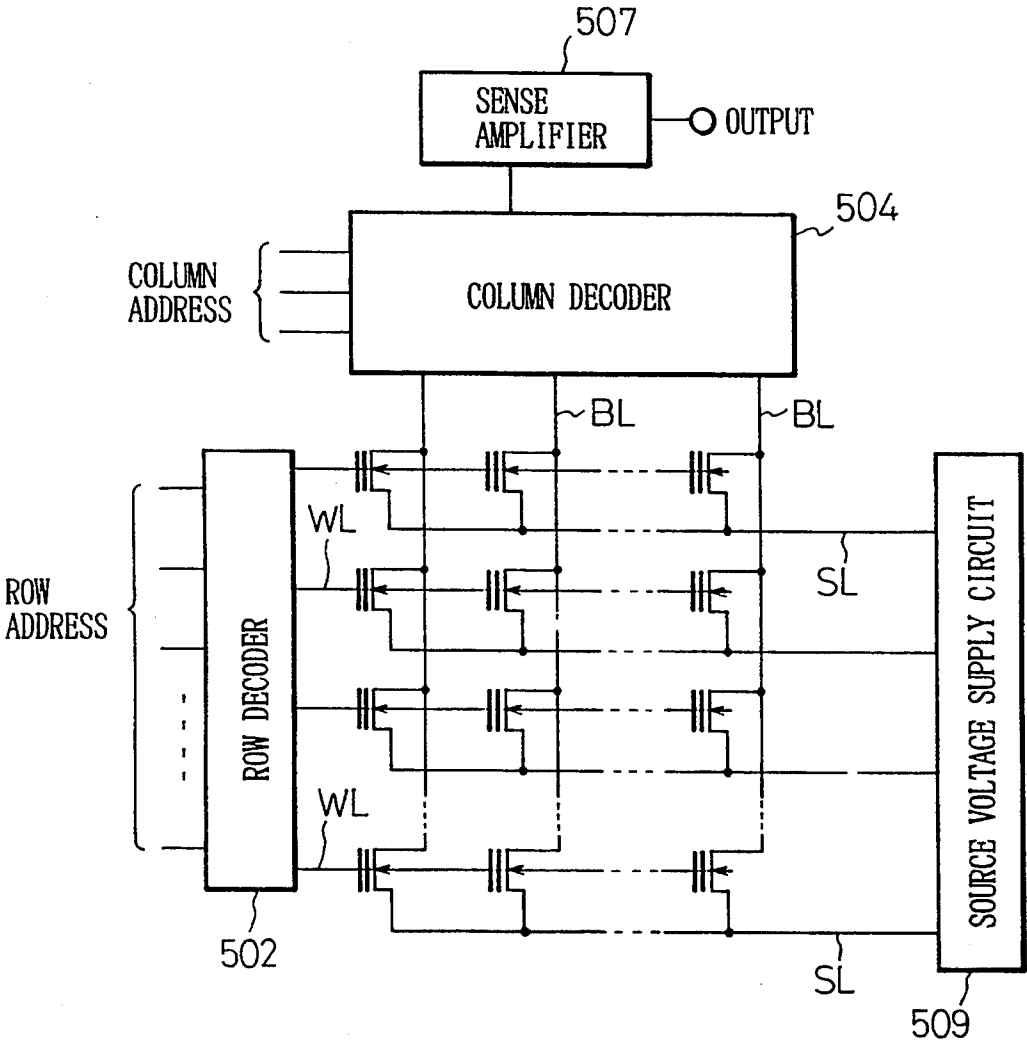 507
SENSE
AMPLIFIER
OUTPUT
504
COLUMN
ADDRESS
COLUMN DECODER
BL
BL
WL
SL
ROW
ADDRESS
ROW DECODER
SOURCE VOLTAGE SUPPLY CIRCUIT
WL
502
SL
509